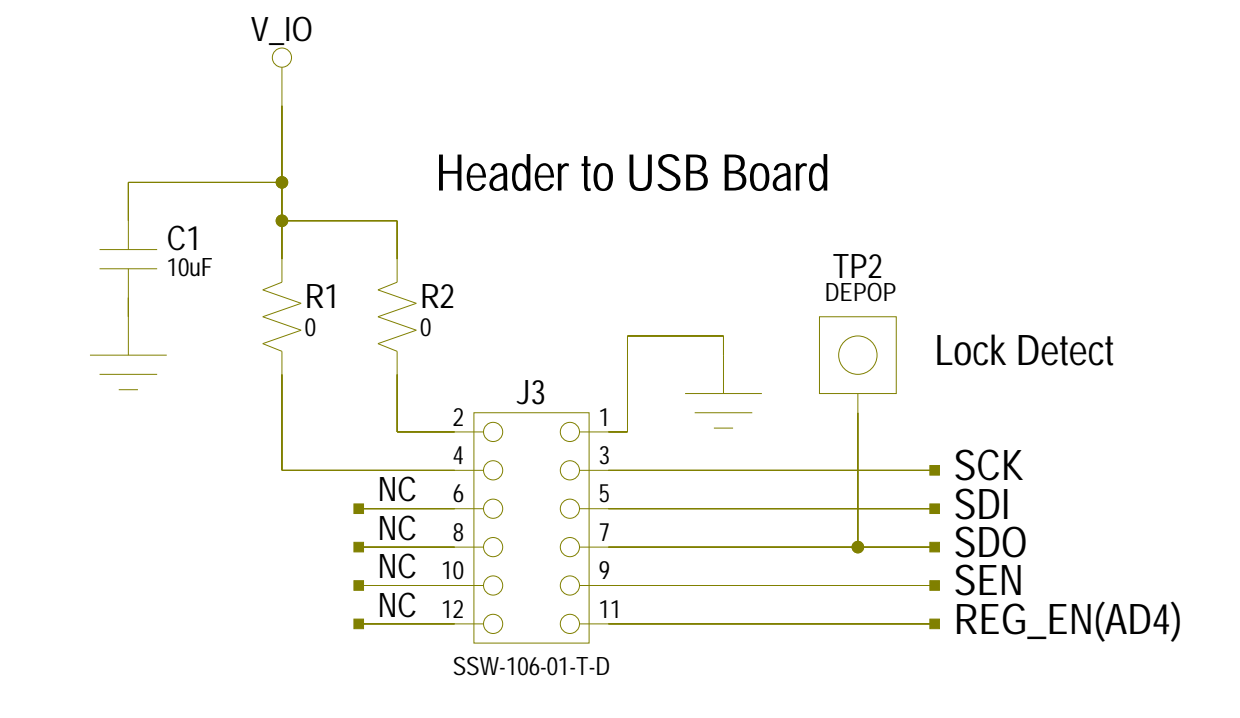 V_IO
Header to USB Board
C1
10uF
R1
0
R2
0
TP2
DEPOP
Lock Detect
J3
2
1
4
3
SCK
NC
6
5
SDI
NC
8
7
SDO
NC
10
9
SEN
NC
12
11
REG_EN(AD4)
SSW-106-01-T-D